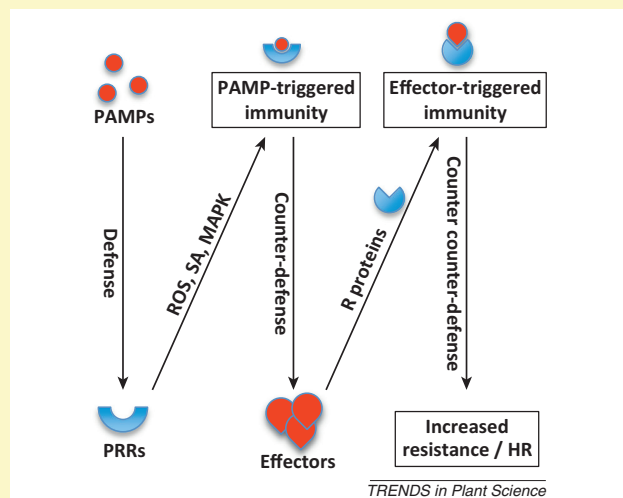 PAMPs
PAMP-triggered
immunity
Effector-triggered
immunity
Defense
ROS, SA, MAPK
Counter-defense
R proteins
Counter counter-defense
PRRs
Effectors
Increased
resistance / HR
TRENDS in Plant Science